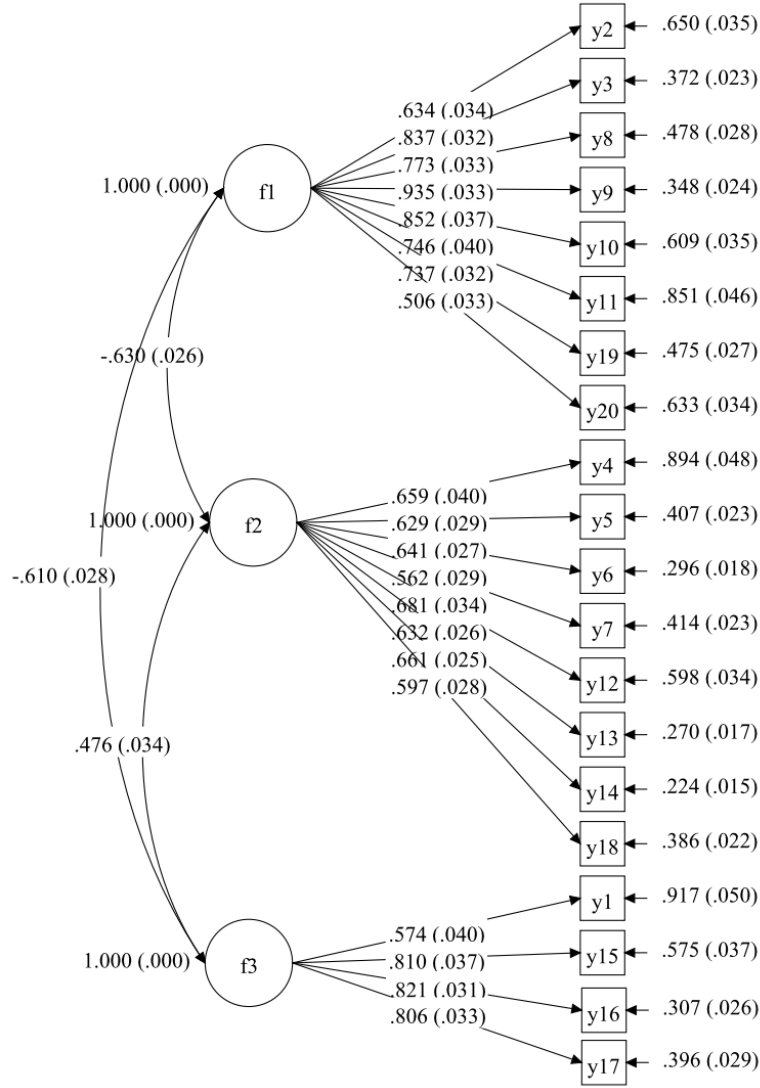 y2 .650 (.035)
y3 .372 (.023)
.634 (.034)
.837 (.032)
y8 .478 (.028)
.773 (.033)
1.000 (.000) f1 .935 (.033) y9 .348 (.024)
.852 (.037)
y10 .609 (.035)
.746 (.040)
.737 (.032)
.506 (.033) y11 .851 (.046)
-.630 (.026) y19 .475 (.027)
y20 .633 (.034)
y4 .894 (.048)
.659 (.040)
1.000 (.000) f2 .629 (.029) y5 .407 (.023)
.641 (.027)
-.610 (.028) .562 (.029) y6 .296 (.018)
.681 (.034)
.632 (.026) y7 .414 (.023)
.661 (.025)
.597 (.028) y12 .598 (.034)
.476 (.034) y13 .270 (.017)
y14 .224 (.015)
y18 .386 (.022)
y1 .917 (.050)
.574 (.040)
1.000 (.000) f3 .810 (.037) y15 .575 (.037)
.821 (.031)
.806 (.033) y16 .307 (.026)
y17 .396 (.029)